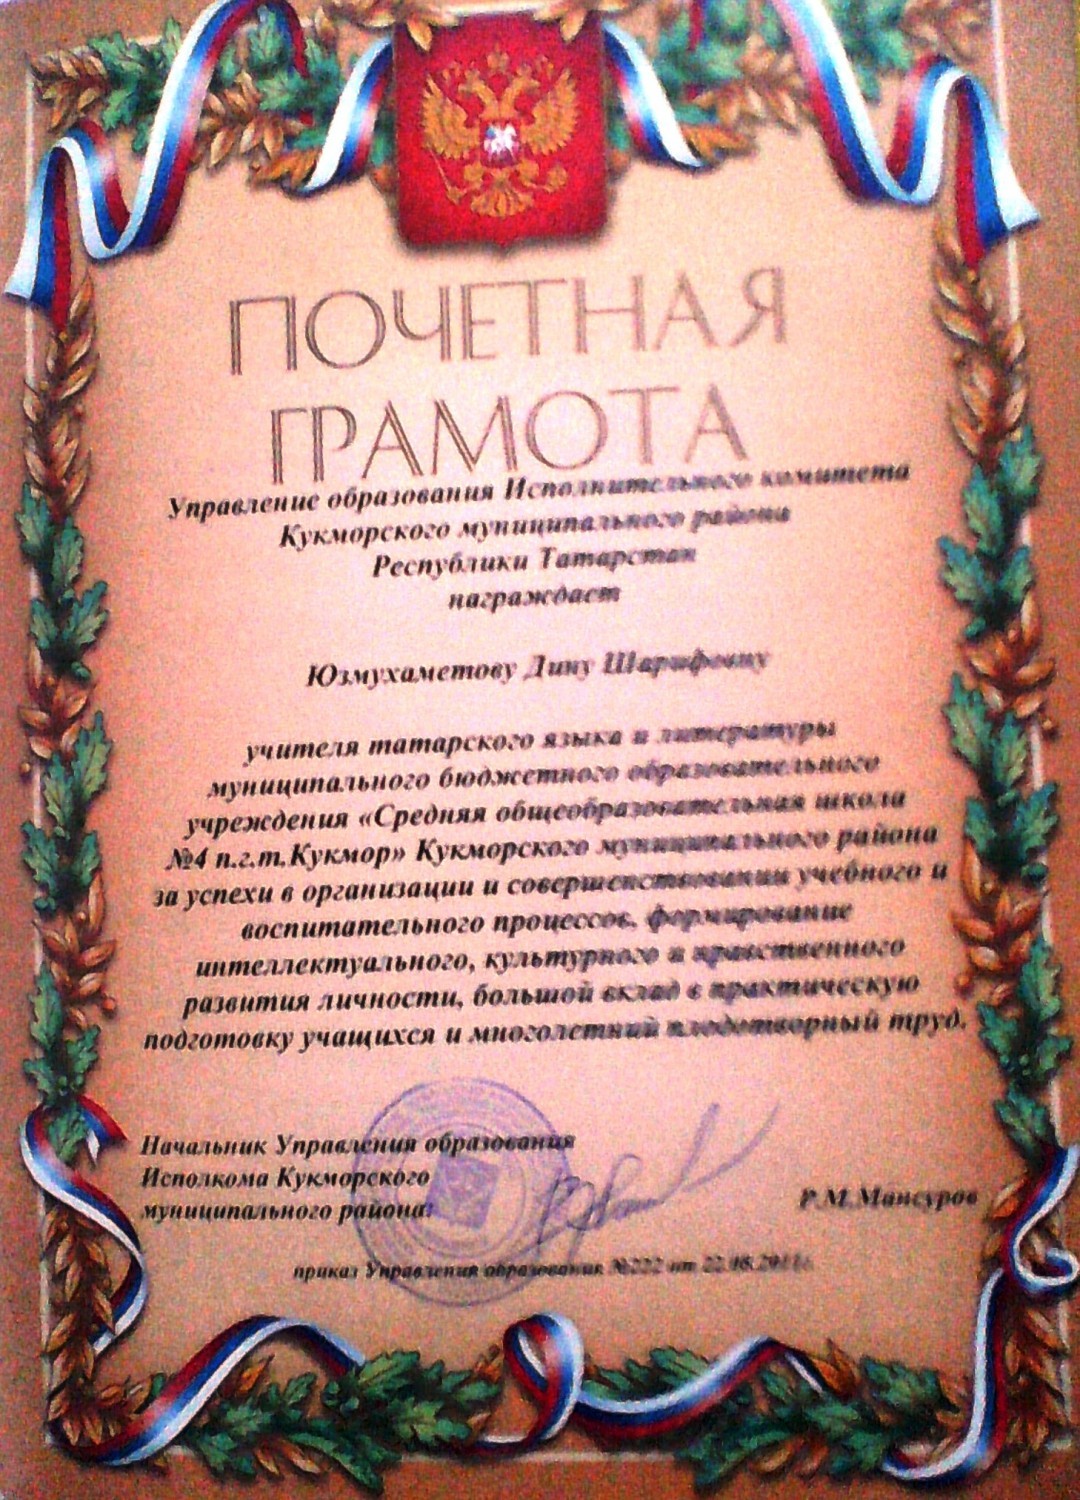 ПОЧЕТНАЯ
ГРАМОТА
Управление образования Исполнительного комитета
Кукморского муниципального района
Республики Татарстан
награждает
Юзмухаметову Дину Шарифовну
учителя татарского языка и литературы
муниципального бюджетного образовательного
учреждения «Средняя общеобразовательная школа
№4 п.г.т.Кукмор» Кукморского муниципального района
за успехи в организации и совершенствовании учебного и
воспитательного процессов, формирование
интеллектуального, культурного и нравственного
развития личности, большой вклад в практическую
подготовку учащихся и многолетний плодотворный труд.
Начальник Управления образования
Исполкома Кукморского
муниципального района:
Р.М.Мансуров
приказ Управления образования №222 от